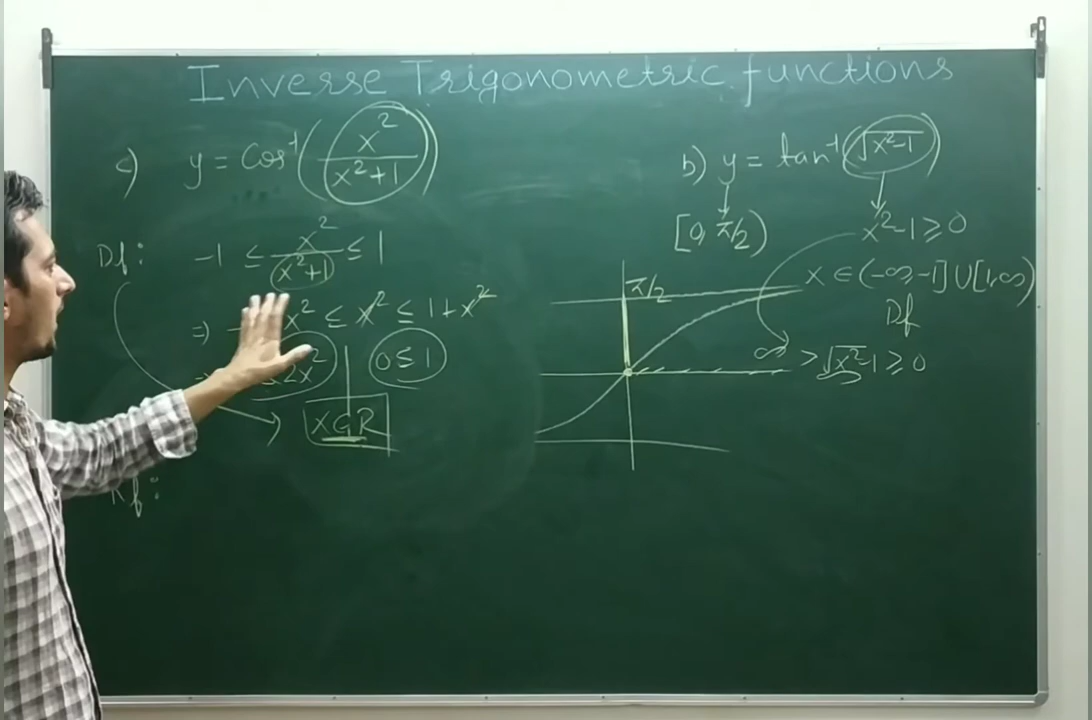 Inverse Trigonometric functions
c) y = Cos⁻¹(x²/(x²+1))
Df: -1 ≤ x²/(x²+1) ≤ 1
⇒ x² ≤ x² ≤ 1+x²
≤ 2x² 0 ≤ 1
x∈R
Rf:
b) y = tan⁻¹(√(x²-1))
[0, π/2) x²-1 ≥ 0
x ∈ (-∞, -1] ∪ [1, ∞)
Df
π/2
∞ > √x²-1 ≥ 0